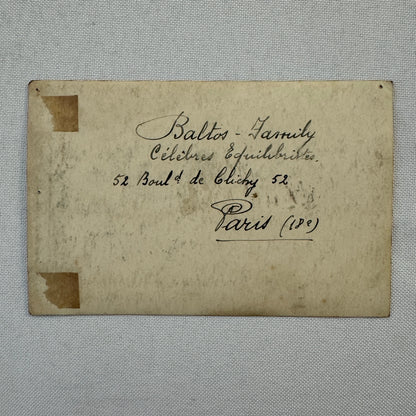 Baltos - Family
Célèbres Equilibristes.
52 Boul.d de Clichy 52
Paris (18e)